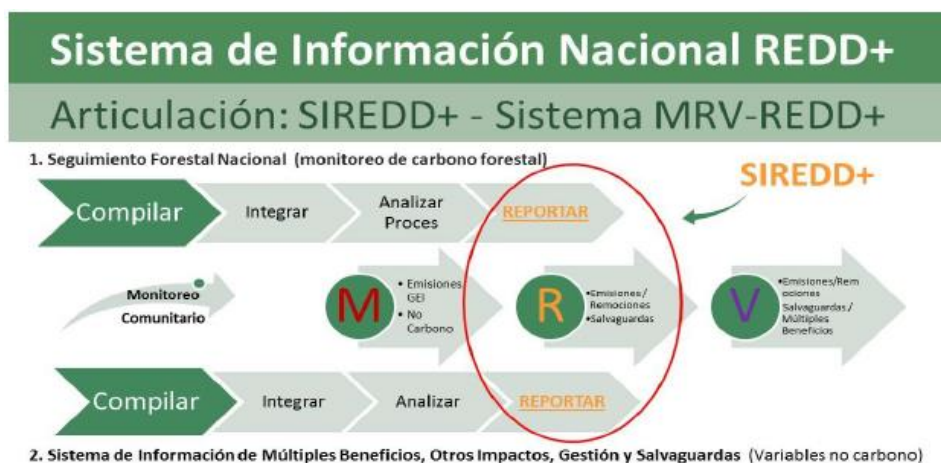 Sistema de Información Nacional REDD+
Articulación: SIREDD+ - Sistema MRV-REDD+
1. Seguimiento Forestal Nacional (monitoreo de carbono forestal)
SIREDD+
Compilar
Integrar
Analizar
Proces
REPORTAR
Monitoreo
Comunitario
M
• Emisiones
GEI
• No
Carbono
R
•Emisiones/
Remociones
•Salvaguardas
V
•Emisiones/Rem
ociones
Salvaguardas/
Múltiples
Beneficios
Compilar
Integrar
Analizar
REPORTAR
2. Sistema de Información de Múltiples Beneficios, Otros Impactos, Gestión y Salvaguardas (Variables no carbono)